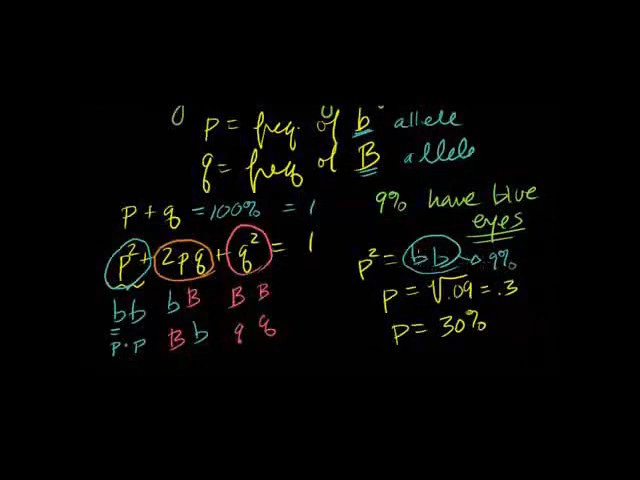 p = freq. of b allele
q = freq of B allele
p + q = 100% = 1
p² + 2pq + q² = 1
bb bB BB
p·p Bb q q
9% have blue
eyes
p² = bb → 9%
p = √.09 = .3
p = 30%